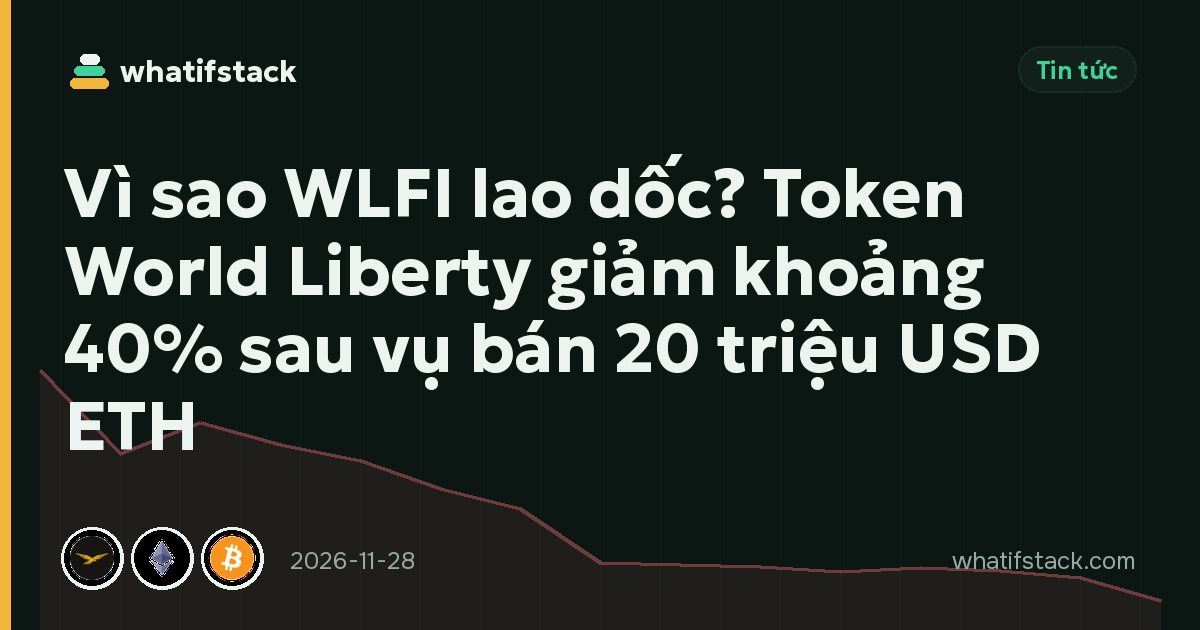 whatifstack
Tin tức
Vì sao WLFI lao dốc? Token
World Liberty giảm khoảng
40% sau vụ bán 20 triệu USD
ETH
2026-11-28
whatifstack.com